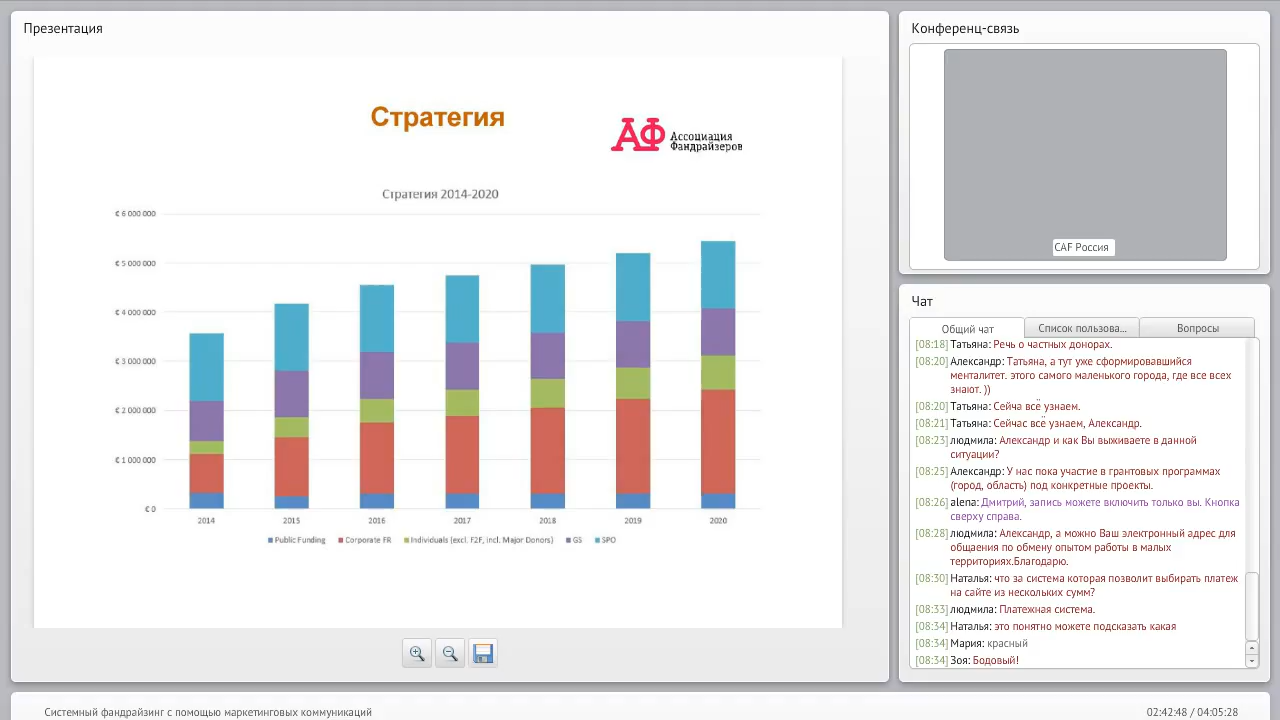 Презентация
Стратегия
АФ Ассоциация
Фандрайзеров
Стратегия 2014-2020
€ 6 000 000
€ 5 000 000
€ 4 000 000
€ 3 000 000
€ 2 000 000
€ 1 000 000
€ 0
2014 2015 2016 2017 2018 2019 2020
Public Funding Corporate FR Individuals (excl. F2F, incl. Major Donors) GS SPO
Конференц-связь
CAF Россия
Чат
Общий чат Список пользова... Вопросы
[08:18] Татьяна: Речь о частных донорах.
[08:20] Александр: Татьяна, а тут уже сформировавшийся
менталитет. этого самого маленького города, где все всех
знают. ))
[08:20] Татьяна: Сейча всё узнаем.
[08:21] Татьяна: Сейчас всё узнаем, Александр.
[08:23] людмила: Александр и как Вы выживаете в данной
ситуации?
[08:25] Александр: У нас пока участие в грантовых программах
(город, область) под конкретные проекты.
[08:26] alena: Дмитрий, запись можете включить только вы. Кнопка
сверху справа.
[08:28] людмила: Александр, а можно Ваш электронный адрес для
общаения по обмену опытом работы в малых
территориях.Благодарю.
[08:30] Наталья: что за система которая позволит выбирать платеж
на сайте из нескольких сумм?
[08:33] людмила: Платежная система.
[08:34] Наталья: это понятно можете подсказать какая
[08:34] Мария: красный
[08:34] Зоя: Бодовый!
Системный фандрайзинг с помощью маркетинговых коммуникаций
02:42:48 / 04:05:28